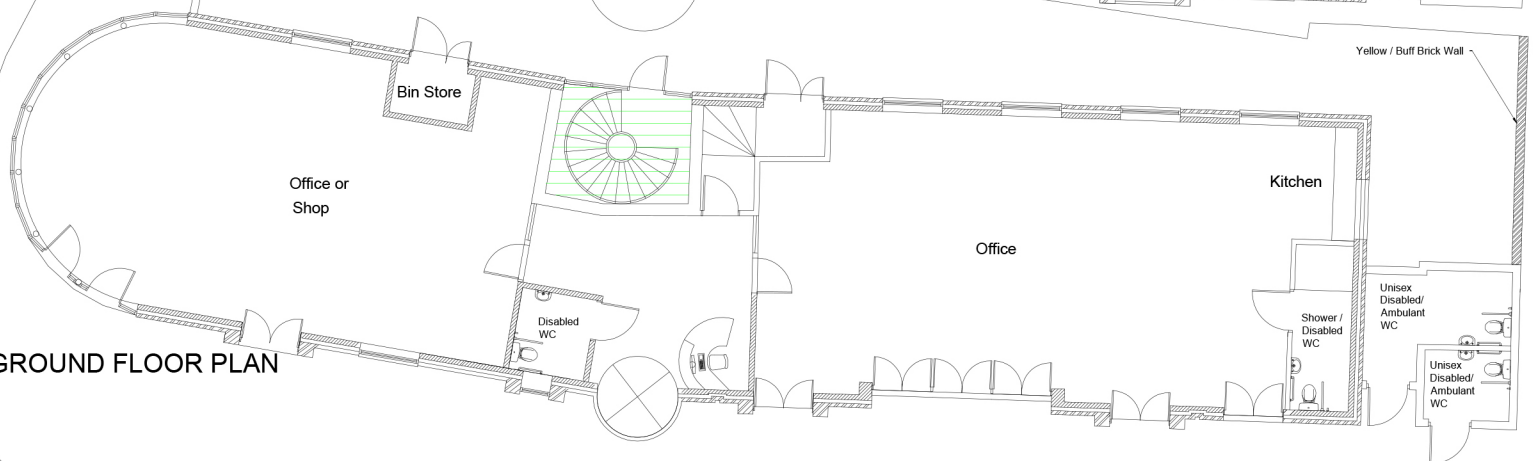 Yellow / Buff Brick Wall
Bin Store
Office or
Shop
Kitchen
Office
Unisex
Disabled/
Ambulant
WC
Disabled
WC
Shower /
Disabled
WC
GROUND FLOOR PLAN
Unisex
Disabled/
Ambulant
WC